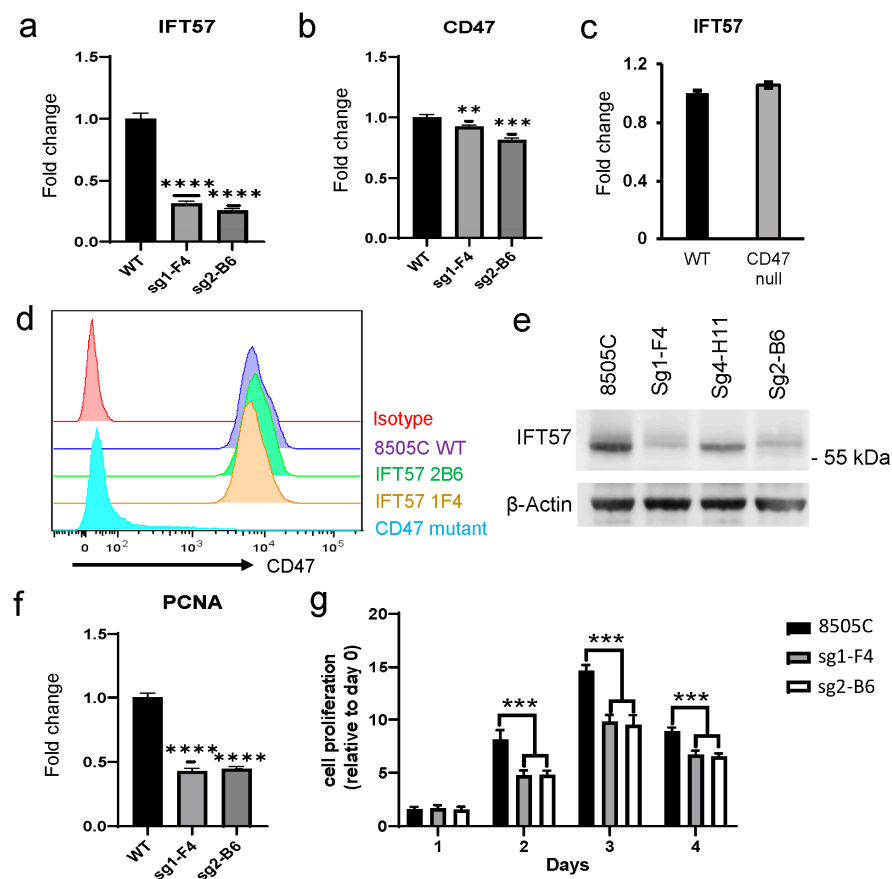 a
IFT57
Fold change
1.5
1.0
0.5
0.0
****
****
WT
sg1-F4
sg2-B6
b
CD47
Fold change
1.5
1.0
0.5
0.0
**
***
WT
sg1-F4
sg2-B6
c
IFT57
Fold change
1.2
0.8
0.4
0
WT
CD47
null
d
Isotype
8505C WT
IFT57 2B6
IFT57 1F4
CD47 mutant
0
10²
10³
10⁴
10⁵
CD47
e
8505C
Sg1-F4
Sg4-H11
Sg2-B6
IFT57
- 55 kDa
β-Actin
f
PCNA
Fold change
1.5
1.0
0.5
0.0
****
****
WT
sg1-F4
sg2-B6
g
cell proliferation
(relative to day 0)
20
15
10
5
0
***
***
***
1
2
3
4
Days
8505C
sg1-F4
sg2-B6